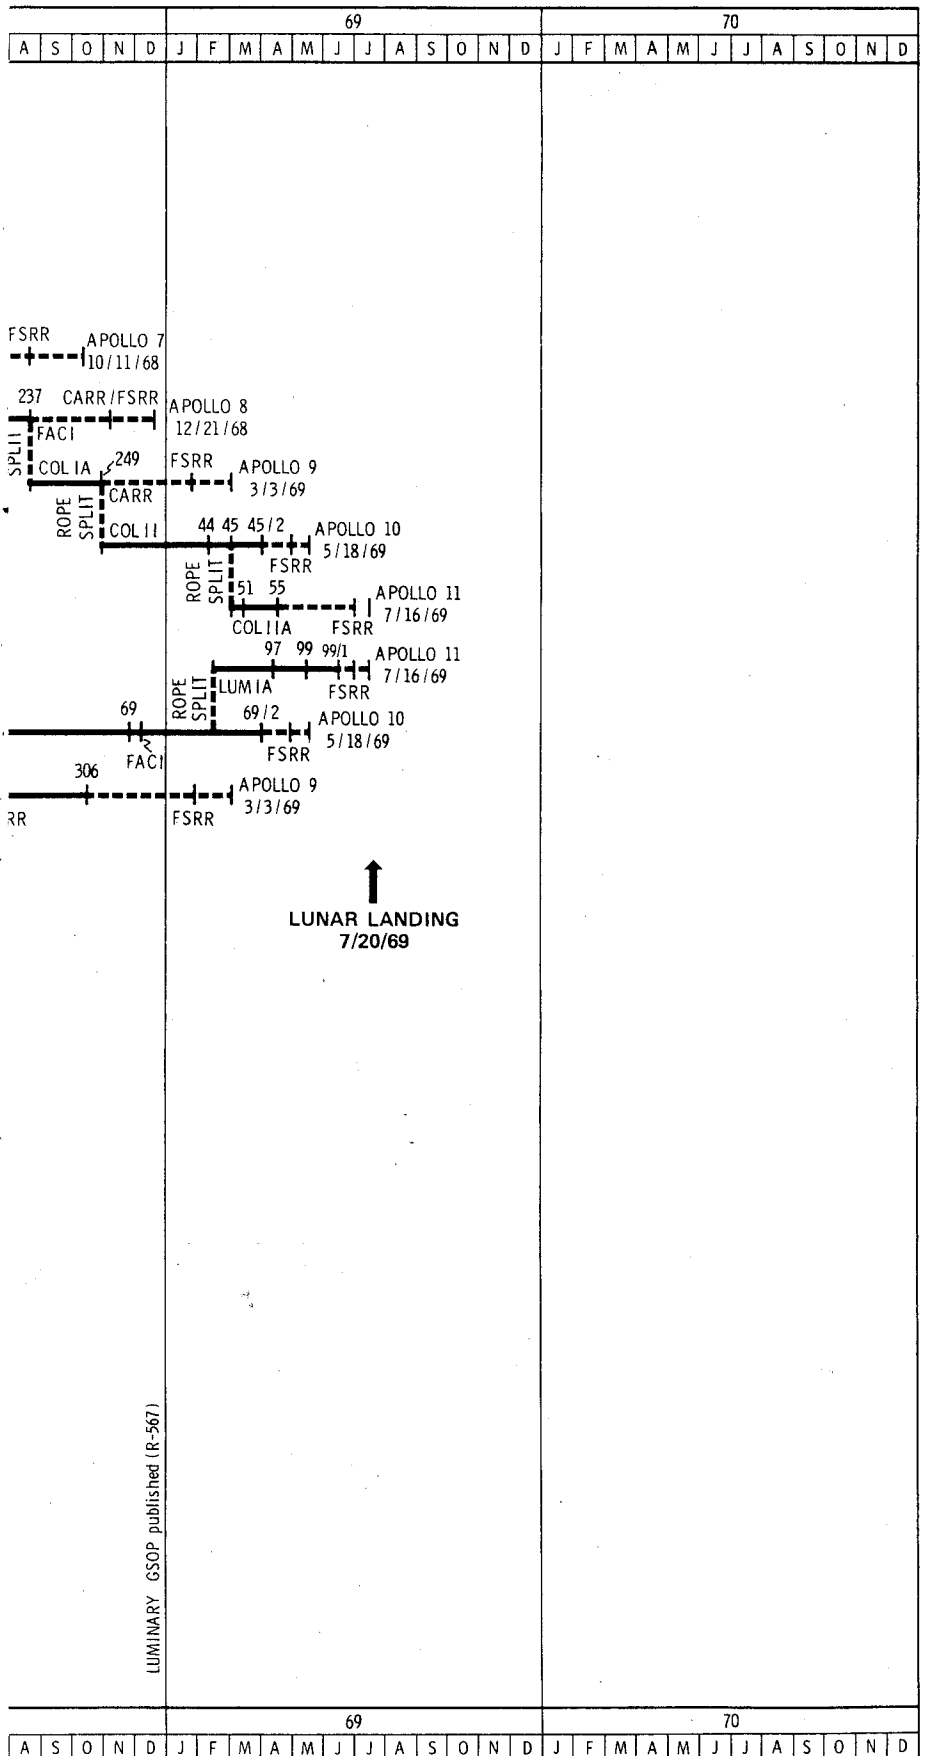 69 70
A S O N D J F M A M J J A S O N D J F M A M J J A S O N D
FSRR
APOLLO 7
10/11/68
237 CARR/FSRR
APOLLO 8
12/21/68
FACI
SPLIT
COL IA
249
FSRR
APOLLO 9
3/3/69
CARR
ROPE
SPLIT
COL II
44 45 45/2
APOLLO 10
5/18/69
FSRR
ROPE
SPLIT
51 55
APOLLO 11
7/16/69
COLIIA
FSRR
97 99 99/1
APOLLO 11
7/16/69
LUMIA
FSRR
ROPE
SPLIT
69
69/2
APOLLO 10
5/18/69
FACI
FSRR
306
APOLLO 9
3/3/69
RR
FSRR
LUNAR LANDING
7/20/69
LUMINARY GSOP published (R-567)
69 70
A S O N D J F M A M J J A S O N D J F M A M J J A S O N D